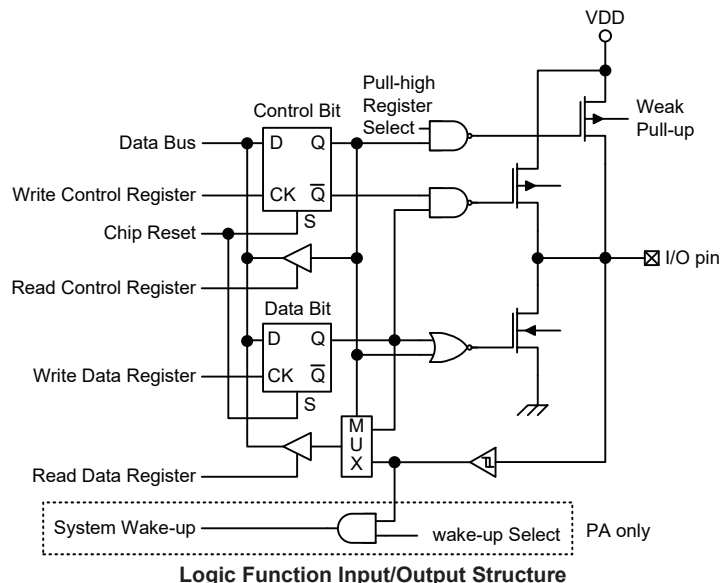 VDD
Pull-high
Register
Select
Weak
Pull-up
Control Bit
Data Bus
D
Q
Write Control Register
CK
Q
S
Chip Reset
I/O pin
Read Control Register
Data Bit
D
Q
Write Data Register
CK
Q
S
M
U
X
Read Data Register
System Wake-up
wake-up Select
PA only
Logic Function Input/Output Structure